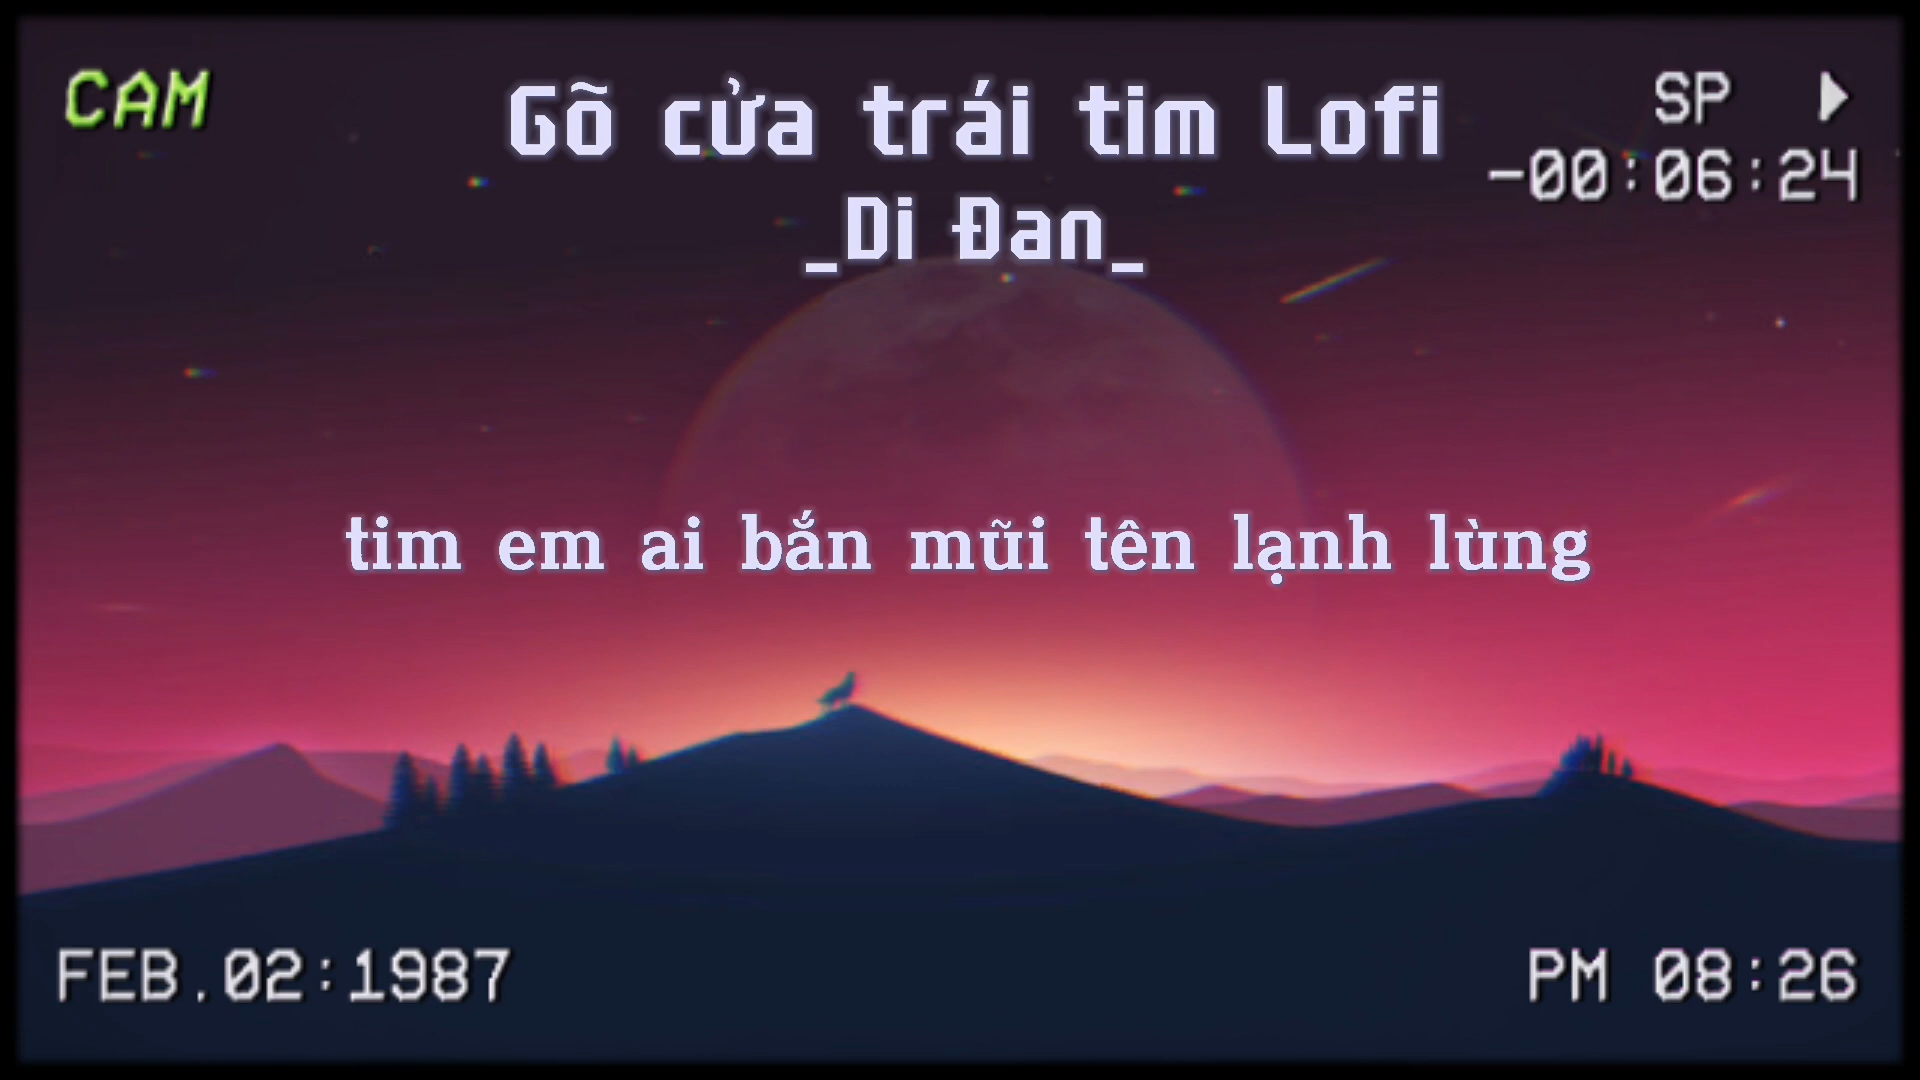 CAM
Gõ cửa trái tim Lofi
_Di Đan_
SP
-00:06:24
tim em ai bắn mũi tên lạnh lùng
FEB.02:1987
PM 08:26